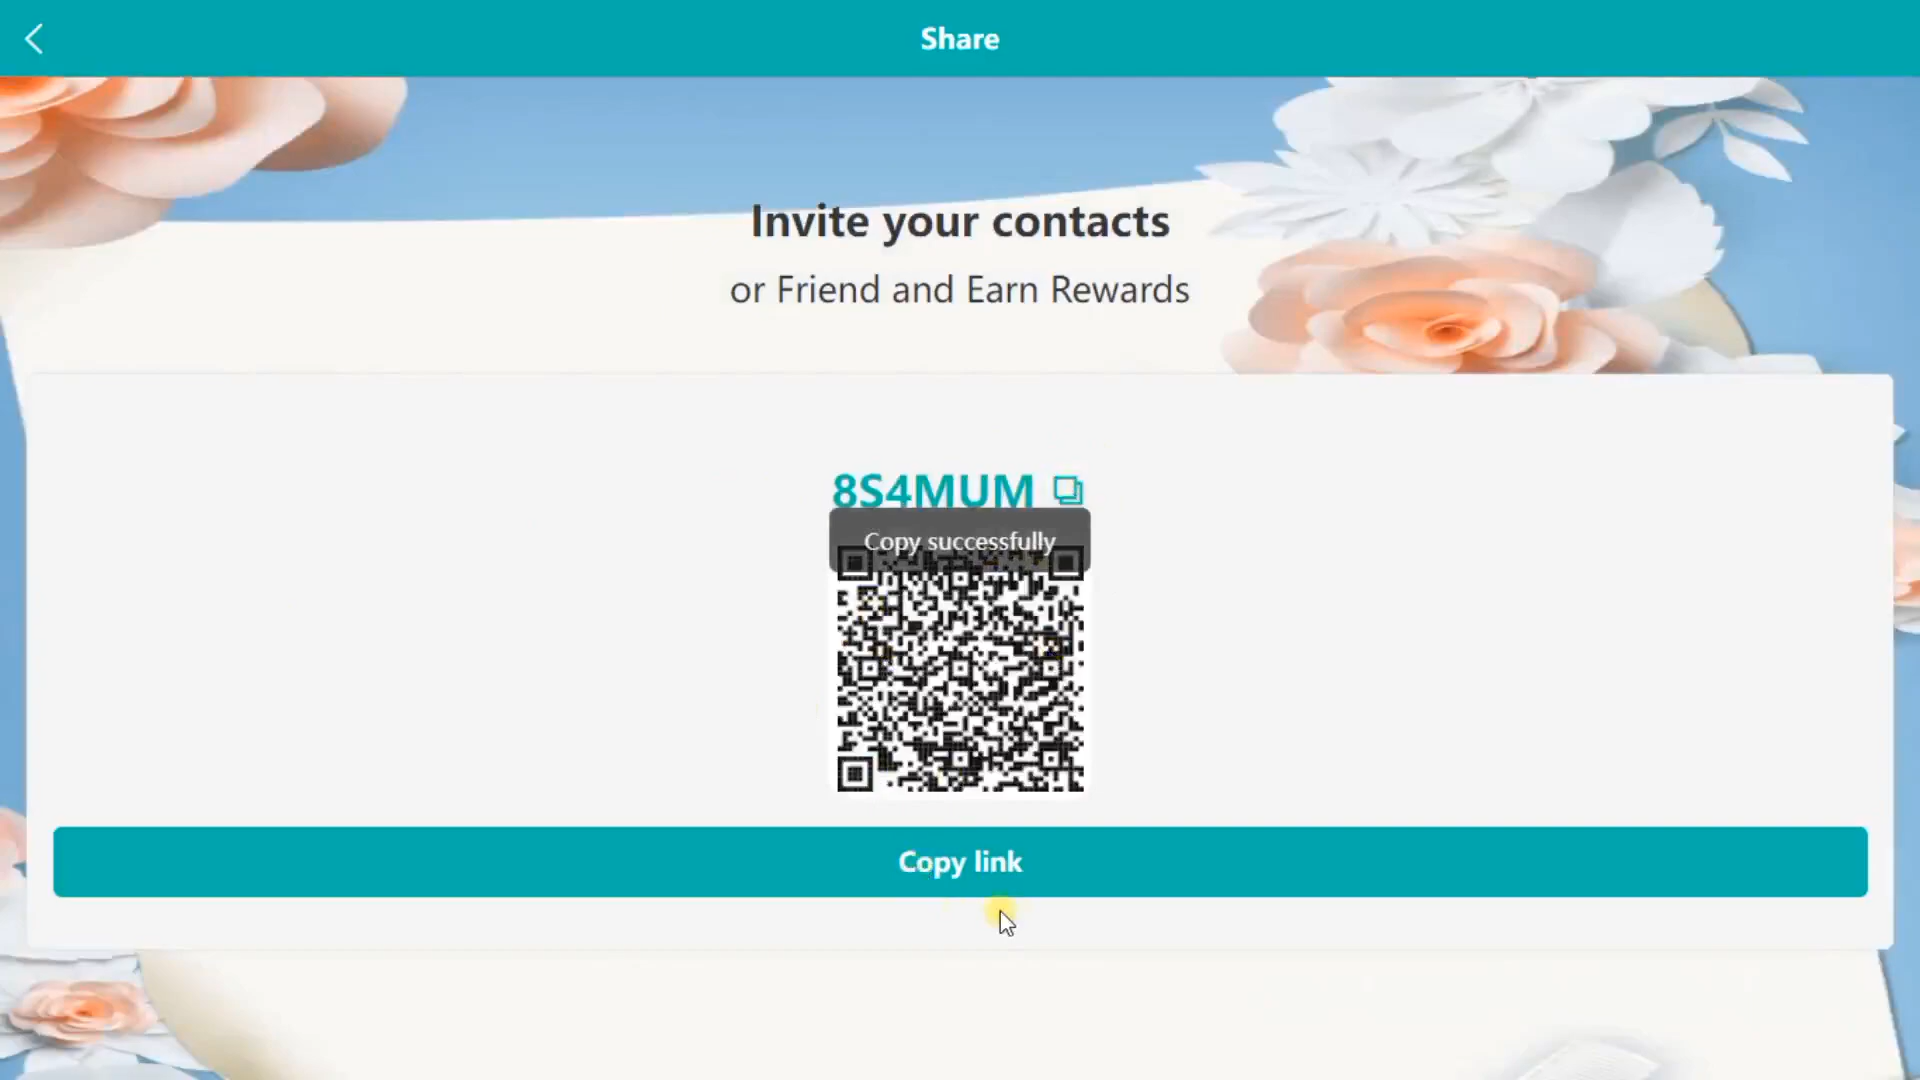 Share
Invite your contacts
or Friend and Earn Rewards
8S4MUM
Copy successfully
Copy link